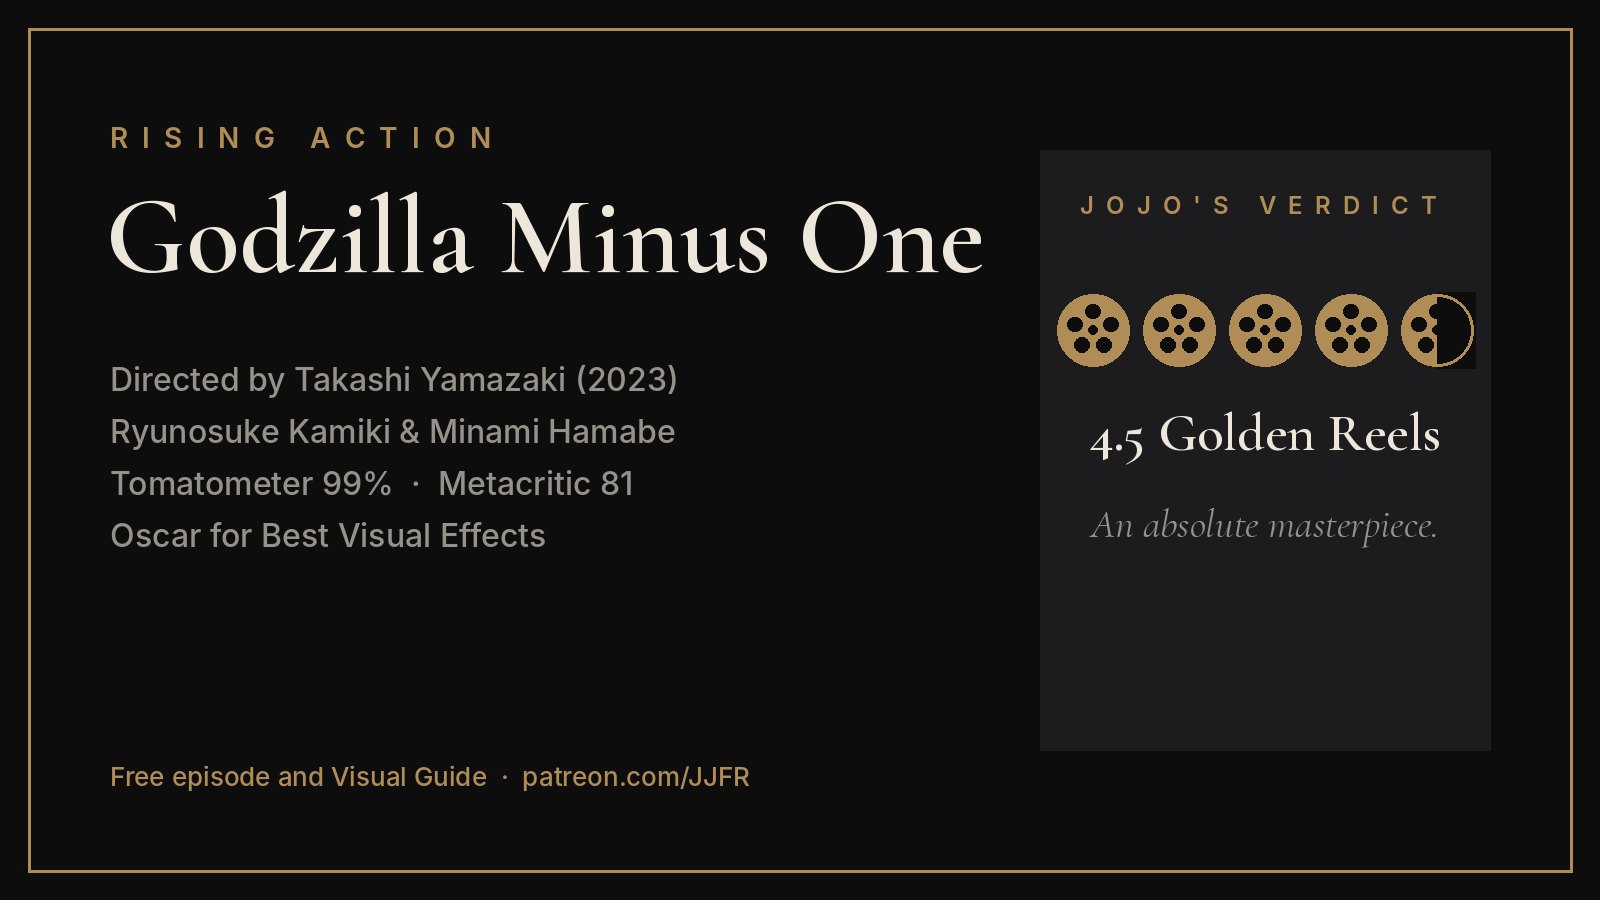 RISING ACTION
Godzilla Minus One
Directed by Takashi Yamazaki (2023)
Ryunosuke Kamiki & Minami Hamabe
Tomatometer 99% · Metacritic 81
Oscar for Best Visual Effects
Free episode and Visual Guide · patreon.com/JJFR
JOJO'S VERDICT
4.5 Golden Reels
An absolute masterpiece.